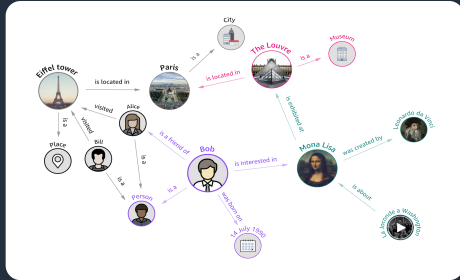 City
is a
Eiffel tower
Paris
The Louvre
Museum
is a
is located in
is located in
visited
Alice
is a
visited
Bill
is a friend of
is exhibited at
Leonardo da Vinci
Place
is a
Bob
is interested in
Mona Lisa
was created by
is a
Person
is a
was born on
is about
14 July 1990
La Joconde à Washington